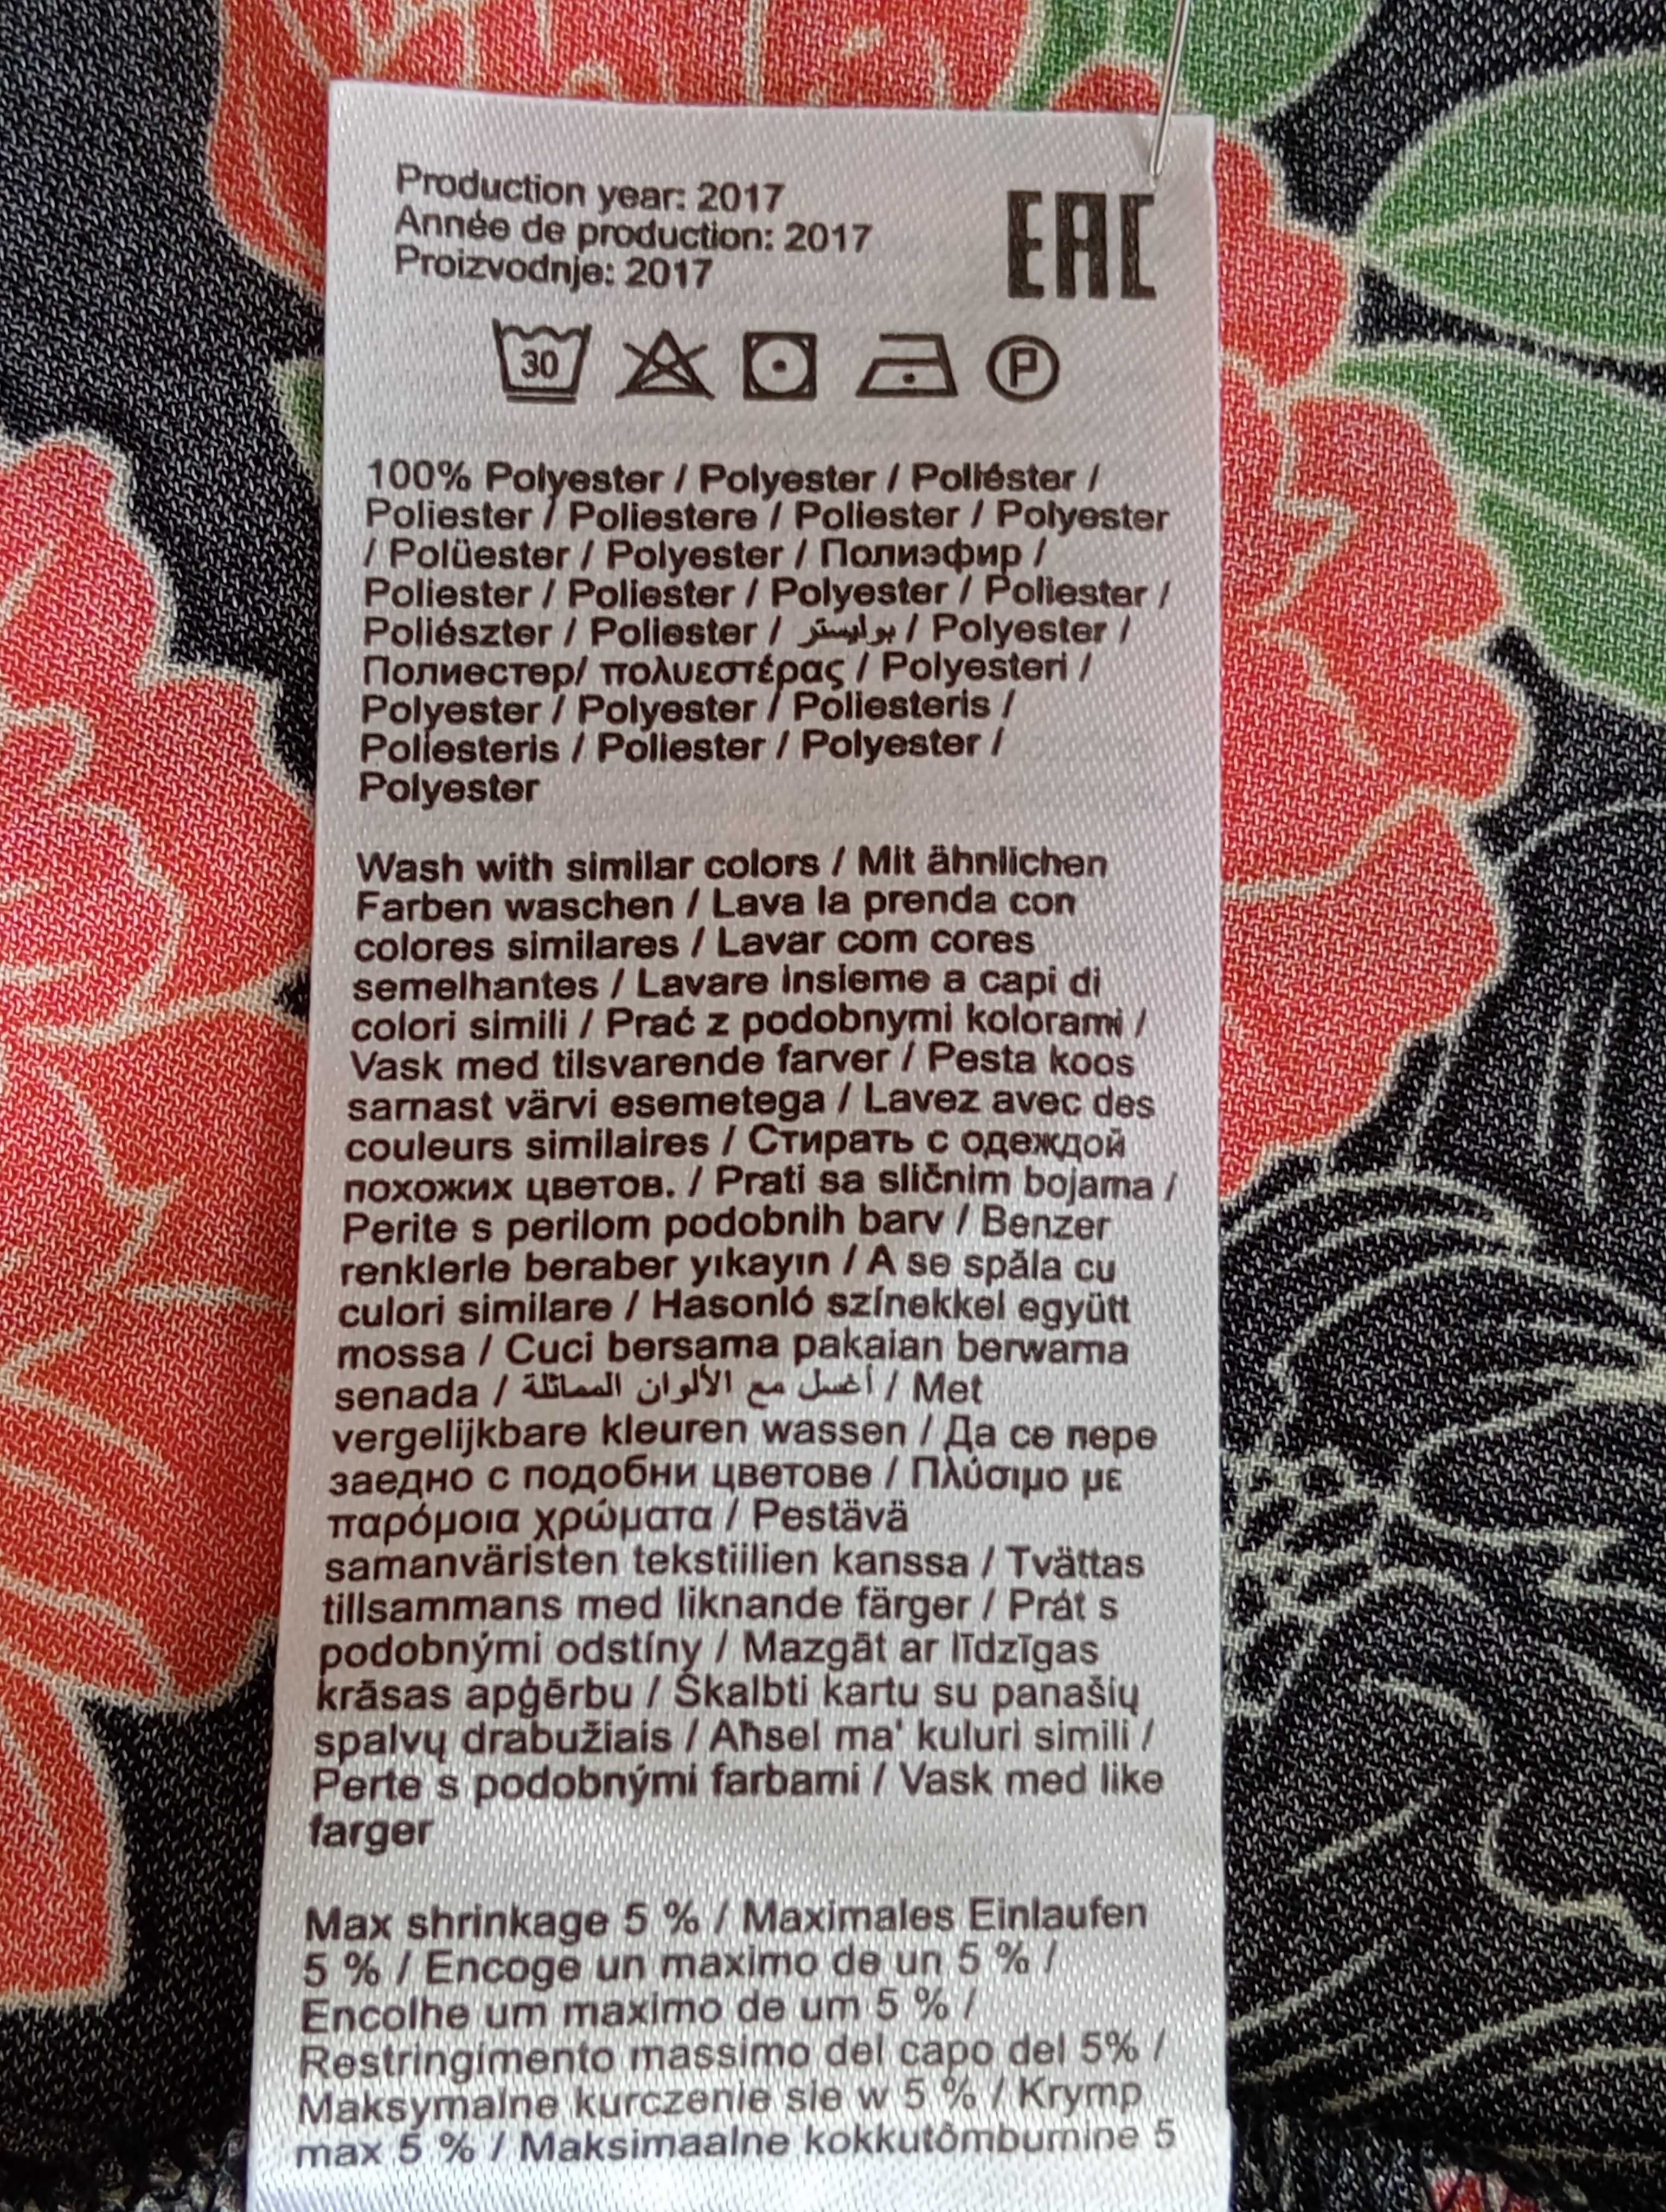 Production year: 2017
Année de production: 2017
Proizvodnje: 2017
EAC
30
P
100% Polyester / Polyester / Poliéster /
Poliester / Poliestere / Poliester / Polyester
/ Polüester / Polyester / Полиэфир /
Poliester / Poliester / Polyester / Poliester /
Poliészter / Poliester / بوليستر / Polyester /
Полиестер/ πολυεστέρας / Polyesteri /
Polyester / Polyester / Poliesteris /
Poliesteris / Poliester / Polyester /
Polyester
Wash with similar colors / Mit ähnlichen
Farben waschen / Lava la prenda con
colores similares / Lavar com cores
semelhantes / Lavare insieme a capi di
colori simili / Prać z podobnymi kolorami /
Vask med tilsvarende farver / Pesta koos
sarnast värvi esemetega / Lavez avec des
couleurs similaires / Стирать с одеждой
похожих цветов. / Prati sa sličnim bojama /
Perite s perilom podobnih barv / Benzer
renklerle beraber yıkayın / A se spăla cu
culori similare / Hasonló színekkel együtt
mossa / Cuci bersama pakaian berwarna
senada / أغسل مع الألوان المماثلة / Met
vergelijkbare kleuren wassen / Да се пере
заедно с подобни цветове / Πλύσιμο με
παρόμοια χρώματα / Pestävä
samanväristen tekstiilien kanssa / Tvättas
tillsammans med liknande färger / Prát s
podobnými odstíny / Mazgāt ar līdzīgas
krāsas apģērbu / Skalbti kartu su panašių
spalvų drabužiais / Aħsel ma' kuluri simili /
Perte s podobnými farbami / Vask med like
farger
Max shrinkage 5 % / Maximales Einlaufen
5 % / Encoge un maximo de un 5 % /
Encolhe um maximo de um 5 % /
Restringimento massimo del capo del 5% /
Maksymalne kurczenie sie w 5 % / Krymp
max 5 % / Maksimaalne kokkutõmbumine 5